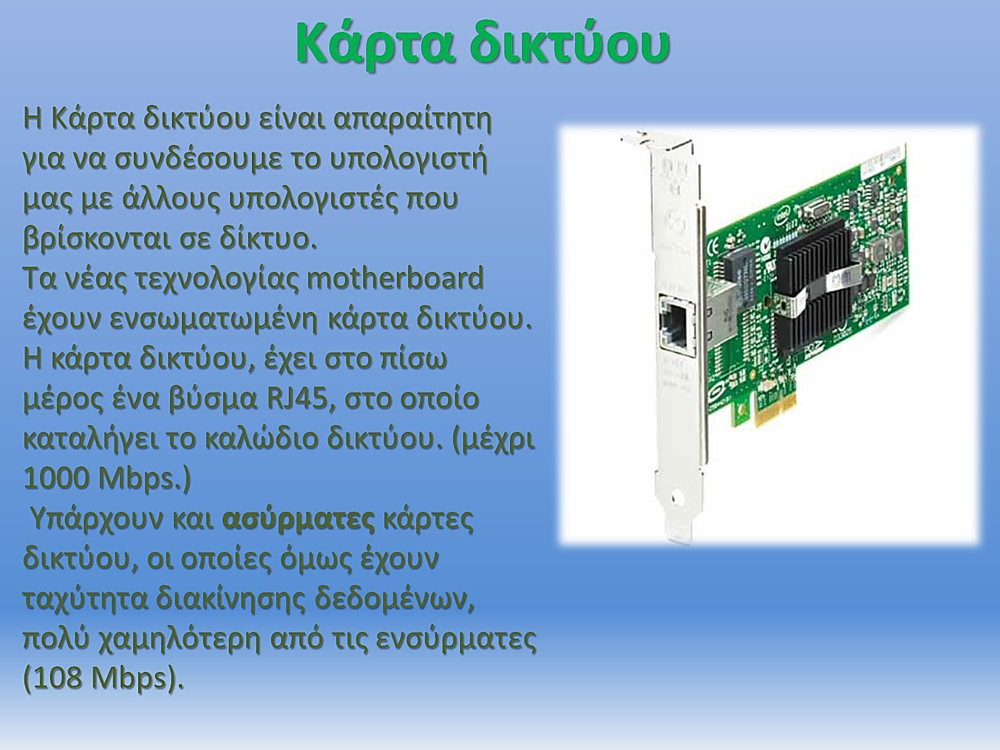 Κάρτα δικτύου
Η Κάρτα δικτύου είναι απαραίτητη
για να συνδέσουμε το υπολογιστή
μας με άλλους υπολογιστές που
βρίσκονται σε δίκτυο.
Τα νέας τεχνολογίας motherboard
έχουν ενσωματωμένη κάρτα δικτύου.
Η κάρτα δικτύου, έχει στο πίσω
μέρος ένα βύσμα RJ45, στο οποίο
καταλήγει το καλώδιο δικτύου. (μέχρι
1000 Mbps.)
Υπάρχουν και ασύρματες κάρτες
δικτύου, οι οποίες όμως έχουν
ταχύτητα διακίνησης δεδομένων,
πολύ χαμηλότερη από τις ενσύρματες
(108 Mbps).
intel
CE